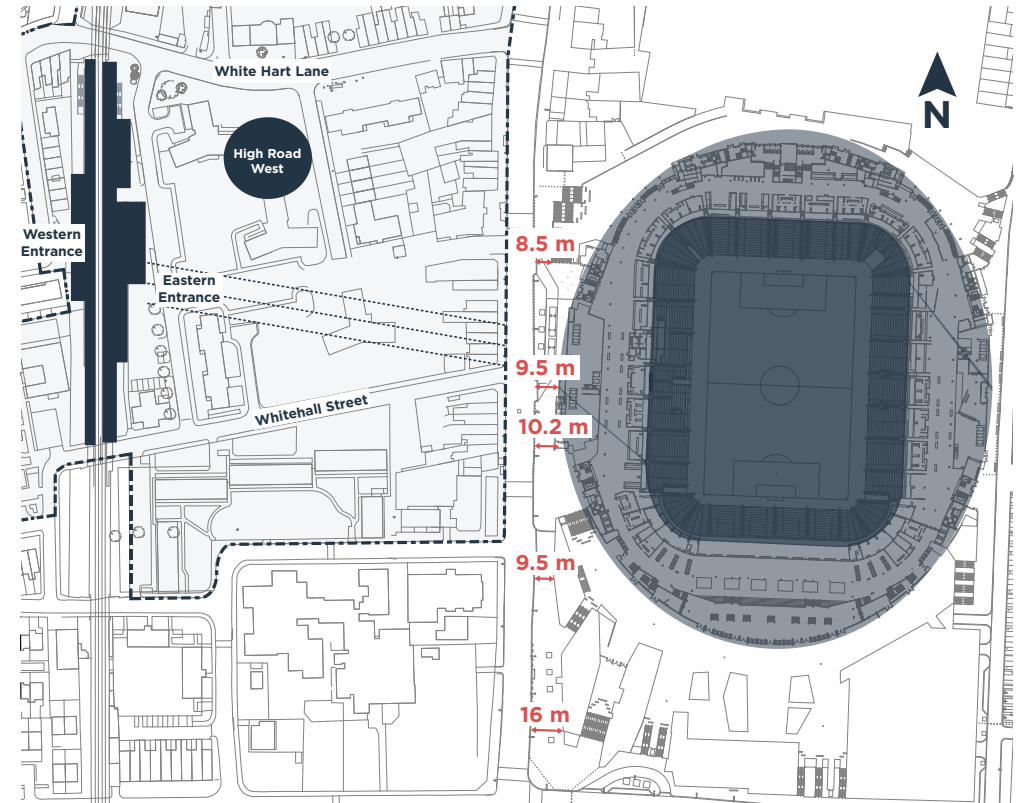 White Hart Lane
N
High Road
West
Western
Entrance
8.5 m
Eastern
Entrance
9.5 m
Whitehall Street
10.2 m
9.5 m
16 m